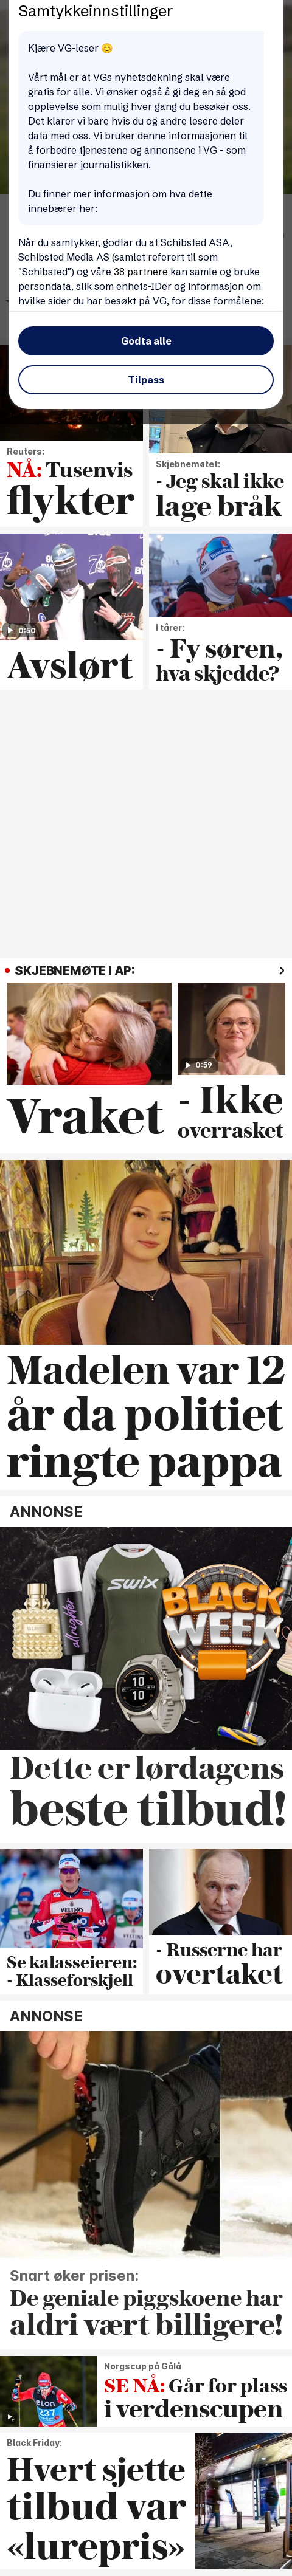 Samtykkeinnstillinger
Kjære VG-leser 😊
Vårt mål er at VGs nyhetsdekning skal være
gratis for alle. Vi ønsker også å gi deg en så god
opplevelse som mulig hver gang du besøker oss.
Det klarer vi bare hvis du og andre lesere deler
data med oss. Vi bruker denne informasjonen til
å forbedre tjenestene og annonsene i VG - som
finansierer journalistikken.
Du finner mer informasjon om hva dette
innebærer her:
Når du samtykker, godtar du at Schibsted ASA,
Schibsted Media AS (samlet referert til som
"Schibsted") og våre 38 partnere kan samle og bruke
persondata, slik som enhets-IDer og informasjon om
hvilke sider du har besøkt på VG, for disse formålene:
Godta alle
Tilpass
Reuters:
NÅ: Tusenvis
flykter
Skjebnemøtet:
- Jeg skal ikke
lage bråk
0:50
Avslørt
I tårer:
- Fy søren,
hva skjedde?
SKJEBNEMØTE I AP:
Vraket
0:59
- Ikke
overrasket
Madelen var 12
år da politiet
ringte pappa
ANNONSE
allnighter
SWIX
BLACK
WEEK
10
10
Dette er lørdagens
beste tilbud!
Se kalasseieren:
- Klasseforskjell
- Russerne har
overtaket
ANNONSE
Snart øker prisen:
De geniale piggskoene har
aldri vært billigere!
237
Norgscup på Gålå
SE NÅ: Går for plass
i verdenscupen
Black Friday:
Hvert sjette
tilbud var
«lurepris»